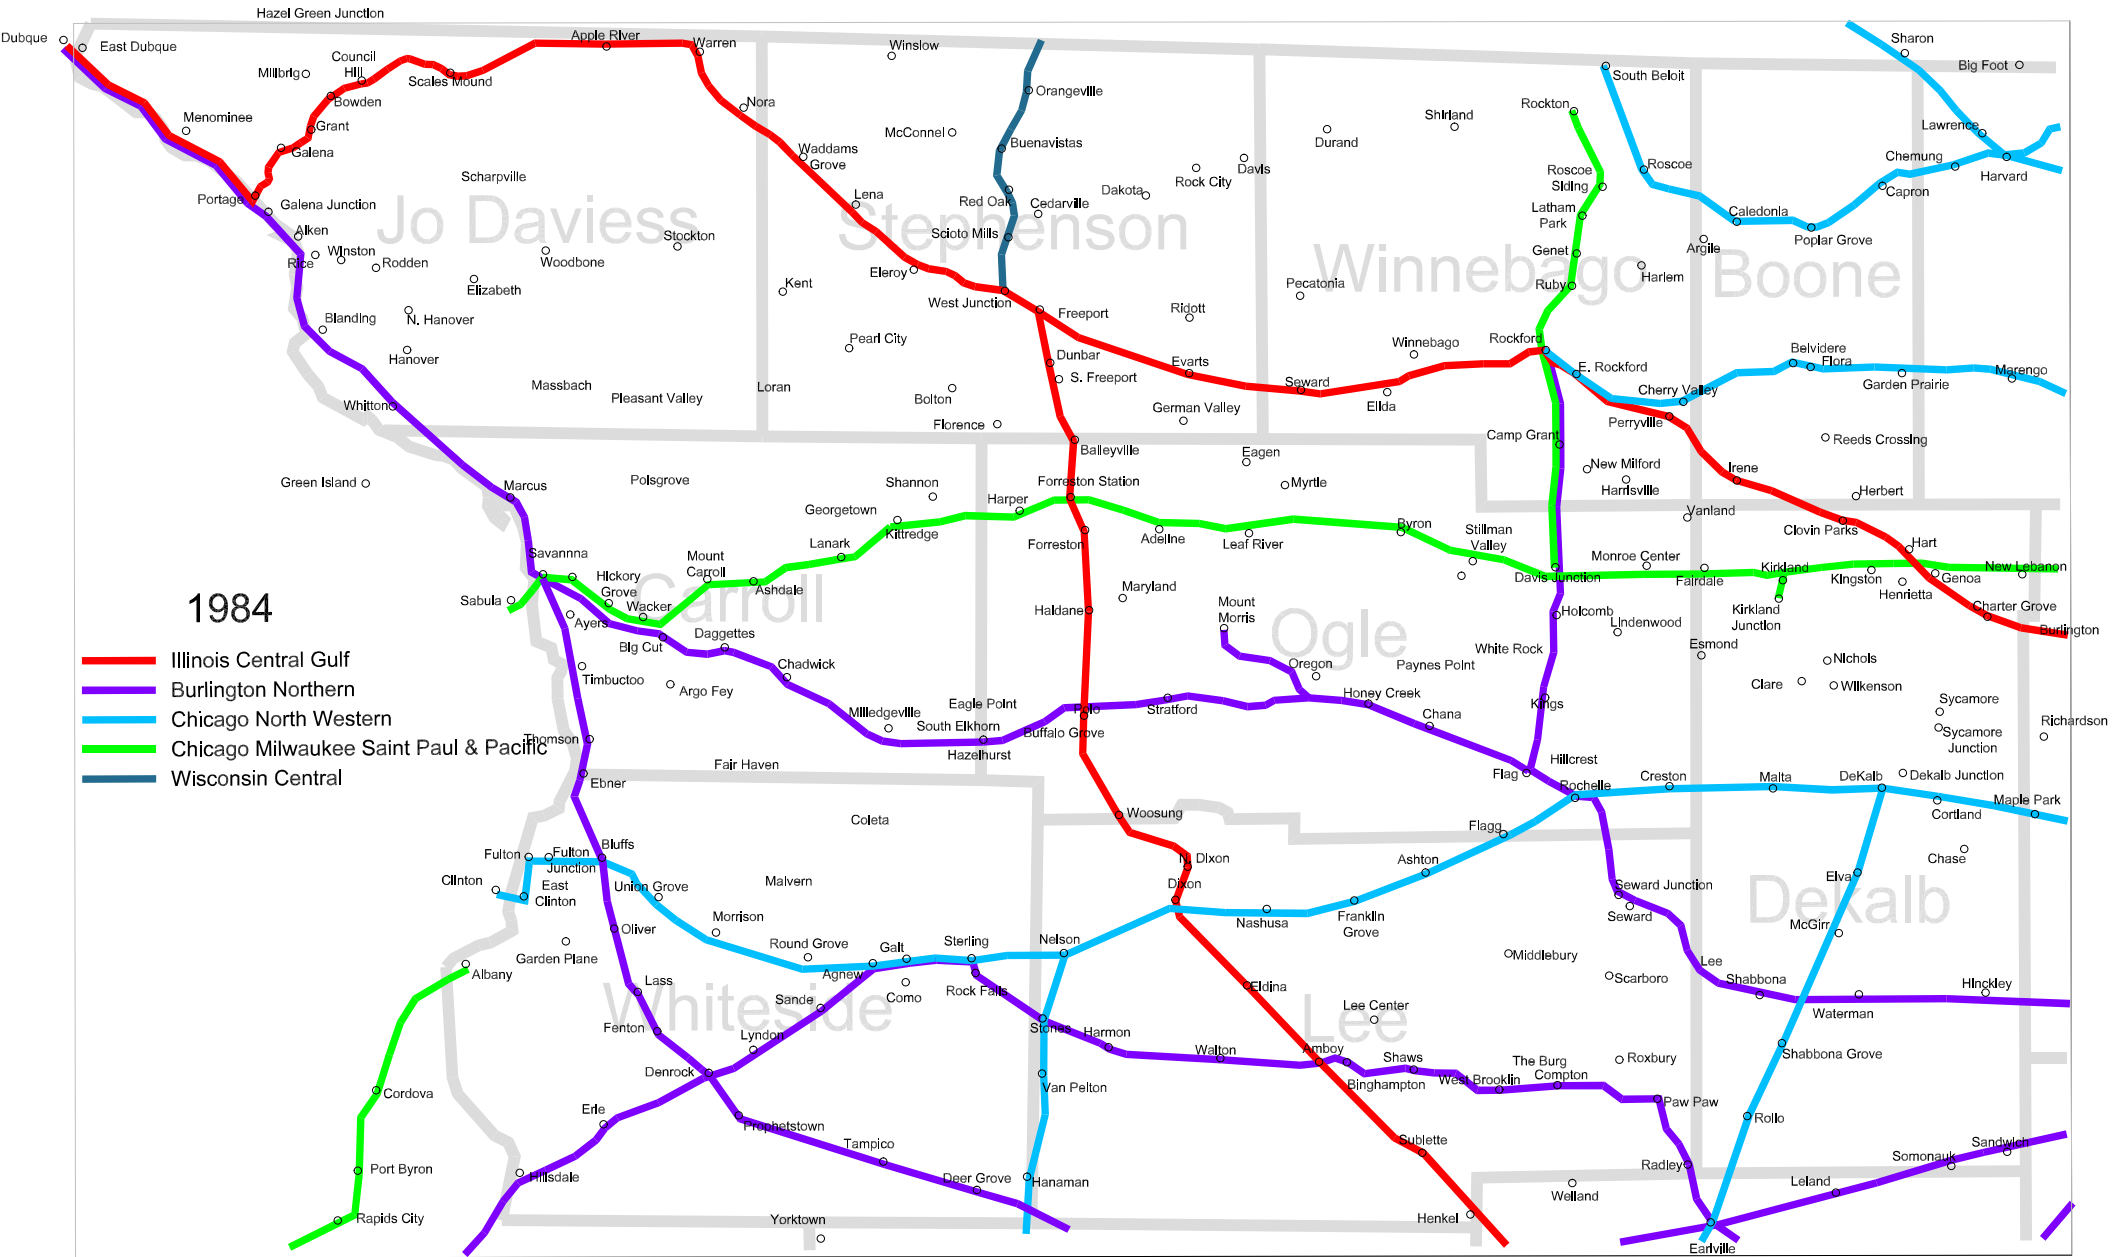 Hazel Green Junction
Dubque
East Dubque
Council
Hill
Millbrig
Scales Mound
Apple River
Warren
Winslow
Orangeville
Sharon
Big Foot
South Beloit
Bowden
Menominee
Grant
Galena
Nora
McConnel
Buenavistas
Waddams
Grove
Rockton
Shirland
Durand
Lawrence
Chemung
Harvard
Capron
Scharpville
Portage
Galena Junction
Jo Daviess
Lena
Stephenson
Red Oak
Cedarville
Dakota
Rock City
Davis
Roscoe
Siding
Roscoe
Latham
Park
Caledonia
Poplar Grove
Argile
Aiken
Winston
Rice
Rodden
Woodbone
Stockton
Elizabeth
Scioto Mills
Eleroy
Genet
Winnebago
Harlem
Boone
Ruby
Blanding
N. Hanover
Hanover
Kent
West Junction
Freeport
Ridott
Pecatonia
Rockford
Pearl City
Dunbar
S. Freeport
Evarts
Winnebago
E. Rockford
Belvidere
Flora
Garden Prairie
Marengo
Whitton
Massbach
Pleasant Valley
Loran
Bolton
Florence
German Valley
Seward
Ellda
Cherry Valley
Perryville
Camp Grant
Reeds Crossing
Balleyville
Eagen
Green Island
Marcus
Polsgrove
Shannon
Harper
Forreston Station
Myrtle
New Milford
Harrisville
Irene
Herbert
Georgetown
Kittredge
Lanark
Forreston
Adeline
Leaf River
Byron
Stillman
Valley
Vanland
Clovin Parks
Hart
Savannna
Hickory
Grove
Mount
Carroll
Ashdale
Carroll
Maryland
Davis Junction
Monroe Center
Fairdale
Kirkland
Kingston
Henrietta
Genoa
New Lebanon
1984
Sabula
Wacker
Ayers
Big Cut
Daggettes
Haldane
Mount
Morris
Ogle
Holcomb
Lindenwood
Kirkland
Junction
Charter Grove
Burlington
Illinois Central Gulf
Burlington Northern
Chicago North Western
Chicago Milwaukee Saint Paul & Pacific
Wisconsin Central
Timbuctoo
Argo Fey
Chadwick
Oregon
Paynes Point
White Rock
Esmond
Nichols
Clare
Wilkenson
Sycamore
Sycamore
Junction
Richardson
Milledgeville
Eagle Point
South Elkhorn
Hazelhurst
Polo
Buffalo Grove
Stratford
Honey Creek
Chana
Kings
Thomson
Ebner
Fair Haven
Flag
Hillcrest
Rochelle
Creston
Malta
DeKalb
Dekalb Junction
Cortland
Maple Park
Coleta
Woosung
Flagg
Fulton
Fulton
Junction
Bluffs
Clinton
East
Clinton
Union Grove
Malvern
N. Dixon
Dixon
Ashton
Chase
Elva
Seward Junction
Seward
Dekalb
Oliver
Morrison
Round Grove
Galt
Sterling
Nelson
Nashusa
Franklin
Grove
McGirr
Garden Plane
Albany
Lass
Agnew
Como
Rock Falls
Middlebury
Scarboro
Lee
Shabbona
Waterman
Hinckley
Whiteside
Sande
Eldina
Lee Center
Lee
Fenton
Lyndon
Stones
Harmon
Walton
Amboy
Binghampton
Shaws
West Brooklin
The Burg
Compton
Roxbury
Shabbona Grove
Denrock
Van Pelton
Paw Paw
Rollo
Cordova
Erie
Prophetstown
Tampico
Sublette
Radley
Somonauk
Sandwich
Port Byron
Hillsdale
Deer Grove
Hanaman
Welland
Leland
Rapids City
Yorktown
Henkel
Earlville